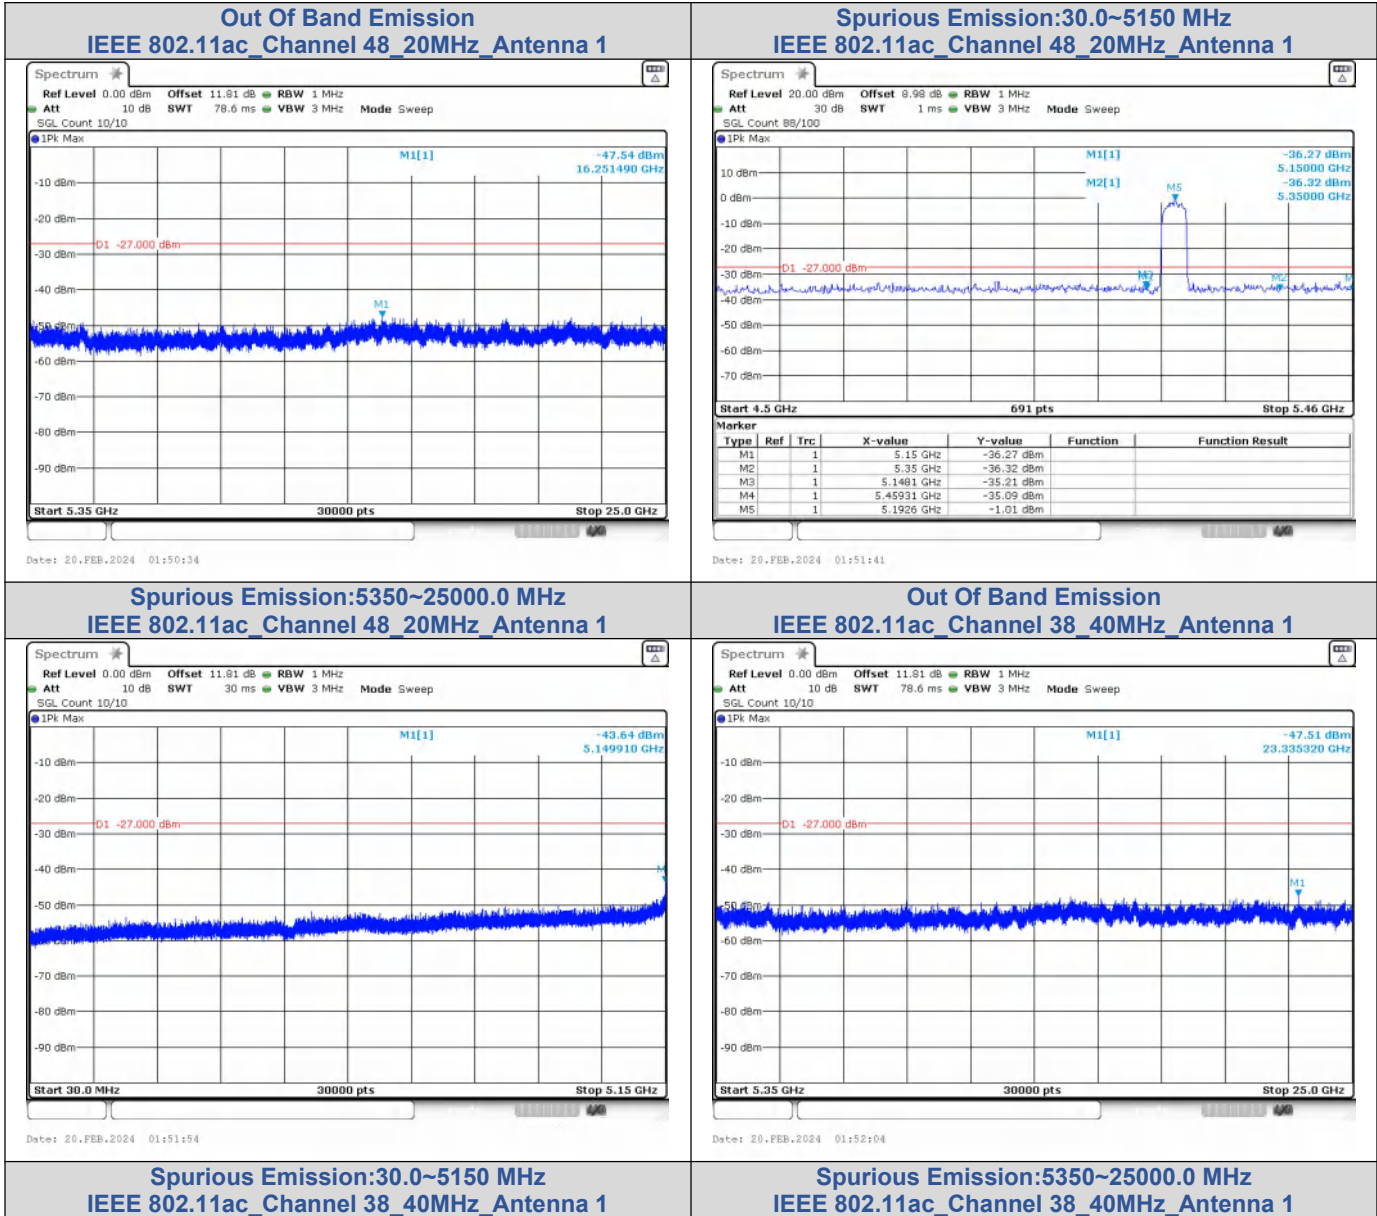 Out Of Band Emission
IEEE 802.11ac_Channel 48_20MHz_Antenna 1
Spurious Emission:30.0~5150 MHz
IEEE 802.11ac_Channel 48_20MHz_Antenna 1
Spectrum
Ref Level 0.00 dBm Offset 11.81 dB RBW 1 MHz
Att 10 dB SWT 78.6 ms VBW 3 MHz Mode Sweep
SGL Count 10/10
1Pk Max
M1[1] -47.54 dBm
16.251490 GHz
-10 dBm
-20 dBm
D1 -27.000 dBm
-30 dBm
-40 dBm
M1
-60 dBm
-70 dBm
-80 dBm
-90 dBm
Start 5.35 GHz 30000 pts Stop 25.0 GHz
Date: 20.FEB.2024 01:50:34
Spectrum
Ref Level 20.00 dBm Offset 8.98 dB RBW 1 MHz
Att 30 dB SWT 1 ms VBW 3 MHz Mode Sweep
SGL Count 88/100
1Pk Max
M1[1] -36.27 dBm
5.15000 GHz
10 dBm
M2[1] -36.32 dBm
5.35000 GHz
M5
0 dBm
-10 dBm
-20 dBm
D1 -27.000 dBm
-30 dBm
M2
-40 dBm
-50 dBm
-60 dBm
-70 dBm
Start 4.5 GHz 691 pts Stop 5.46 GHz
Marker
Type Ref Trc X-value Y-value Function Function Result
M1 1 5.15 GHz -36.27 dBm
M2 1 5.35 GHz -36.32 dBm
M3 1 5.1481 GHz -35.21 dBm
M4 1 5.45931 GHz -35.09 dBm
M5 1 5.1926 GHz -1.01 dBm
Date: 20.FEB.2024 01:51:41
Spurious Emission:5350~25000.0 MHz
IEEE 802.11ac_Channel 48_20MHz_Antenna 1
Out Of Band Emission
IEEE 802.11ac_Channel 38_40MHz_Antenna 1
Spectrum
Ref Level 0.00 dBm Offset 11.81 dB RBW 1 MHz
Att 10 dB SWT 30 ms VBW 3 MHz Mode Sweep
SGL Count 10/10
1Pk Max
M1[1] -43.64 dBm
5.149910 GHz
-10 dBm
-20 dBm
D1 -27.000 dBm
-30 dBm
-40 dBm
-50 dBm
-60 dBm
-70 dBm
-80 dBm
-90 dBm
Start 30.0 MHz 30000 pts Stop 5.15 GHz
Date: 20.FEB.2024 01:51:54
Spectrum
Ref Level 0.00 dBm Offset 11.81 dB RBW 1 MHz
Att 10 dB SWT 78.6 ms VBW 3 MHz Mode Sweep
SGL Count 10/10
1Pk Max
M1[1] -47.51 dBm
23.335320 GHz
-10 dBm
-20 dBm
D1 -27.000 dBm
-30 dBm
-40 dBm
M1
-60 dBm
-70 dBm
-80 dBm
-90 dBm
Start 5.35 GHz 30000 pts Stop 25.0 GHz
Date: 20.FEB.2024 01:52:04
Spurious Emission:30.0~5150 MHz
IEEE 802.11ac_Channel 38_40MHz_Antenna 1
Spurious Emission:5350~25000.0 MHz
IEEE 802.11ac_Channel 38_40MHz_Antenna 1